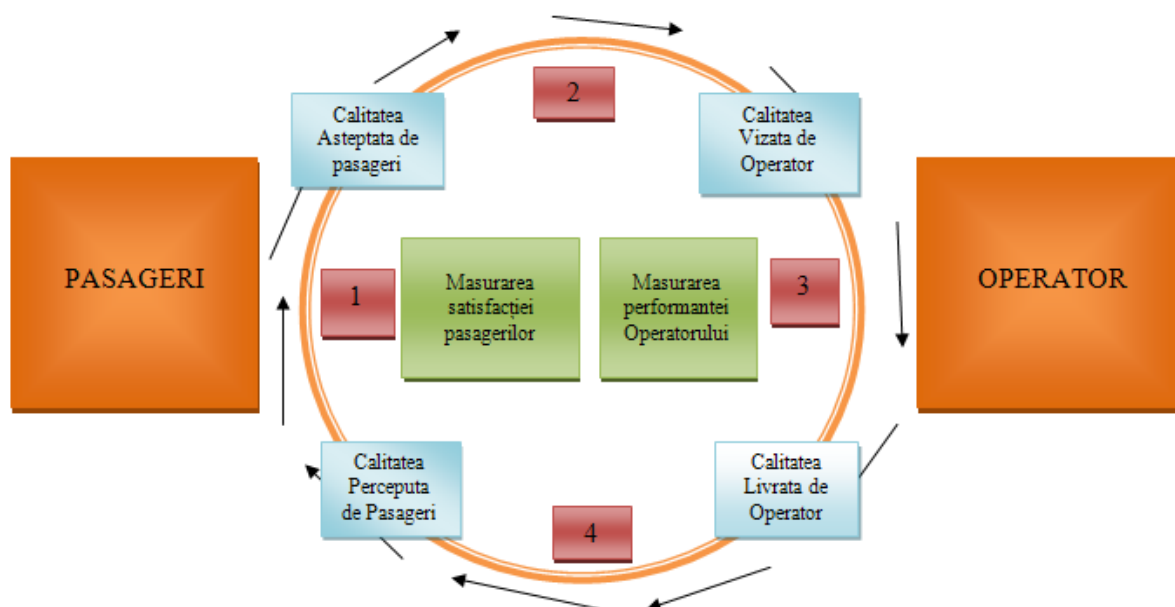 2
Calitatea
Asteptata de
pasageri
Calitatea
Vizata de
Operator
PASAGERI
1
Masurarea
satisfacției
pasagerilor
Masurarea
performantei
Operatorului
3
OPERATOR
Calitatea
Perceputa
de Pasageri
4
Calitatea
Livrata de
Operator